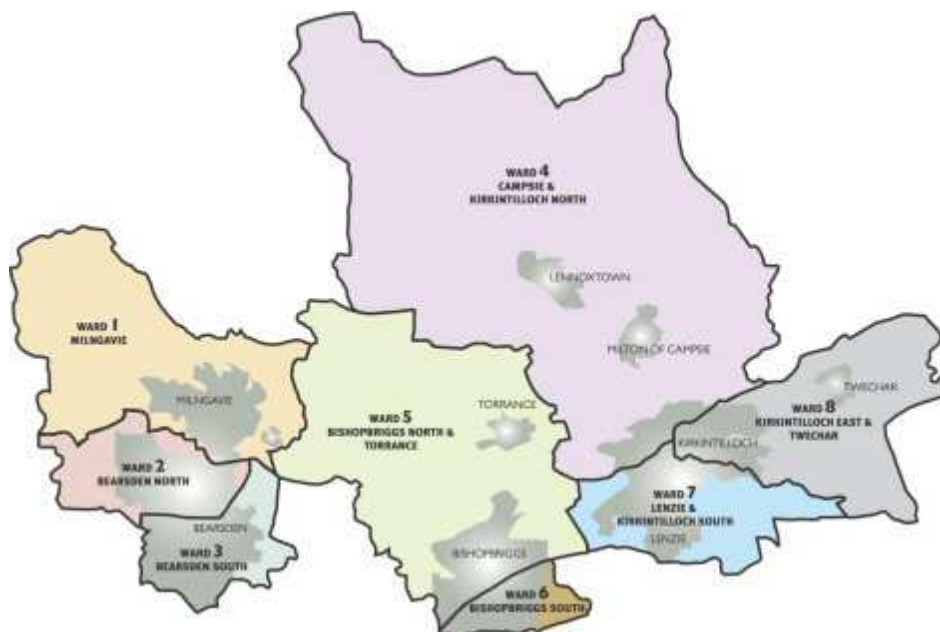 WARD 4
CAMPSIE &
KIRKINTILLOCH NORTH
LENNOXTOWN
WARD 1
MILNGAVIE
MILTON OF CAMPSIE
TWECHAR
MILNGAVIE
TORRANCE
WARD 5
BISHOPBRIGGS NORTH &
TORRANCE
WARD 8
KIRKINTILLOCH EAST &
TWECHAR
KIRKINTILLOCH
WARD 2
BEARSDEN NORTH
WARD 7
LENZIE &
KIRKINTILLOCH SOUTH
BEARSDEN
LENZIE
WARD 3
BEARSDEN SOUTH
BISHOPBRIGGS
WARD 6
BISHOPBRIGGS SOUTH